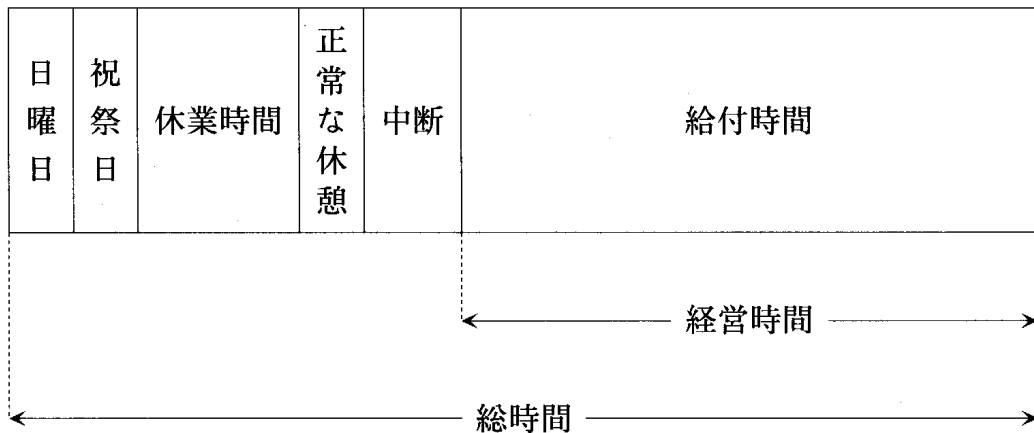 日曜日
祝祭日
休業時間
正常な休憩
中断
給付時間
経営時間
総時間